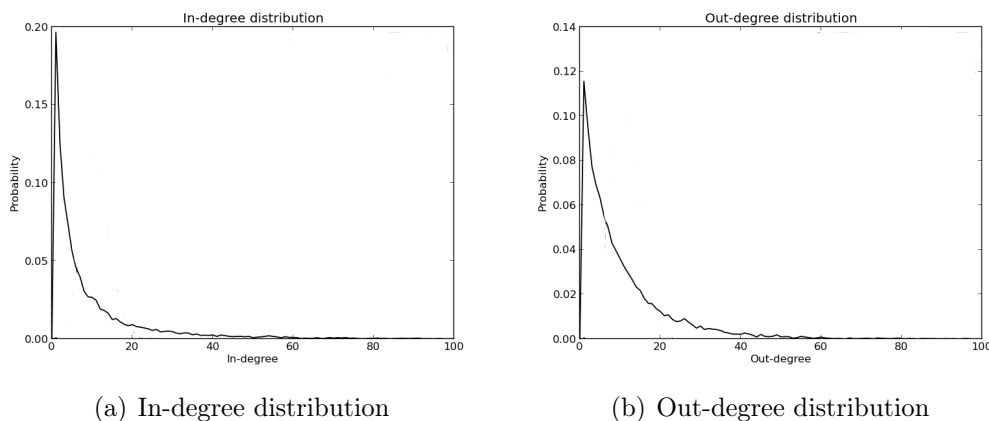 In-degree distribution
0.20
0.15
0.10
0.05
0.00
Probability
0 20 40 60 80 100
In-degree
(a) In-degree distribution
Out-degree distribution
0.14
0.12
0.10
0.08
0.06
0.04
0.02
0.00
Probability
0 20 40 60 80 100
Out-degree
(b) Out-degree distribution